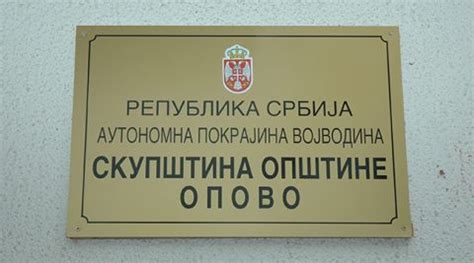 РЕПУБЛИКА СРБИЈА
АУТОНОМНА ПОКРАЈИНА ВОЈВОДИНА
СКУПШТИНА ОПШТИНЕ
ОПОВО